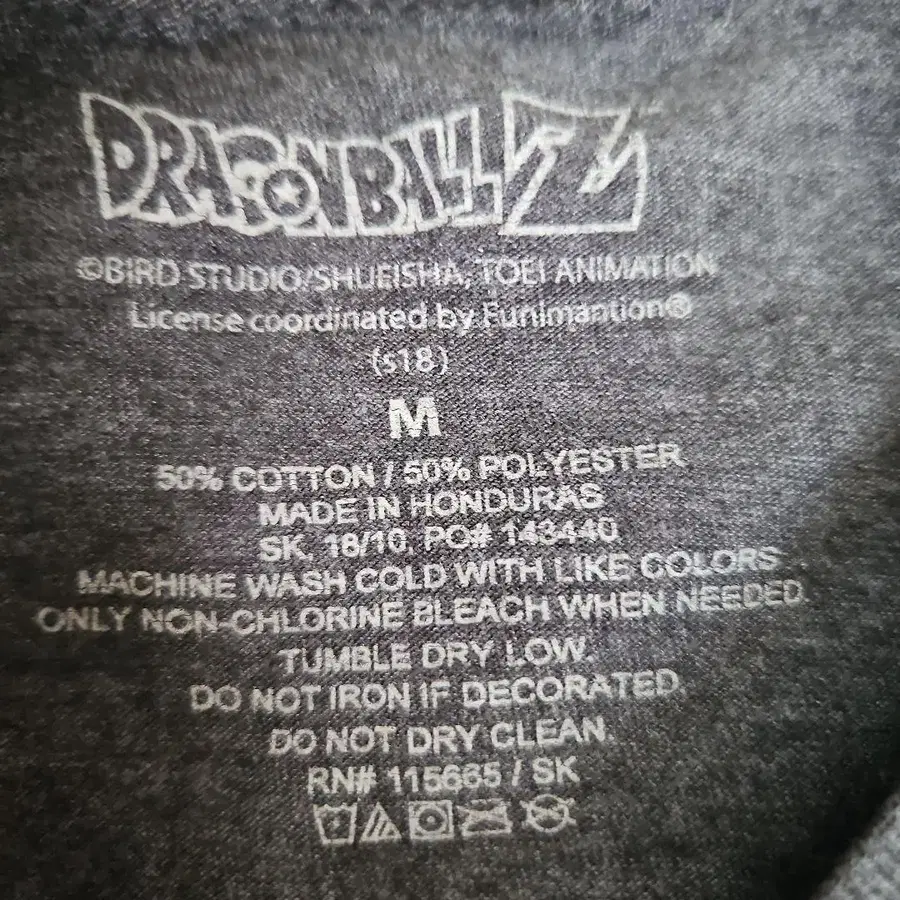 DRAGONBALL Z
©BIRD STUDIO/SHUEISHA, TOEI ANIMATION
License coordinated by Funimantion®
(s18)
M
50% COTTON / 50% POLYESTER
MADE IN HONDURAS
SK, 18/10, PO# 143440
MACHINE WASH COLD WITH LIKE COLORS
ONLY NON-CHLORINE BLEACH WHEN NEEDED.
TUMBLE DRY LOW.
DO NOT IRON IF DECORATED.
DO NOT DRY CLEAN.
RN# 115665 / SK